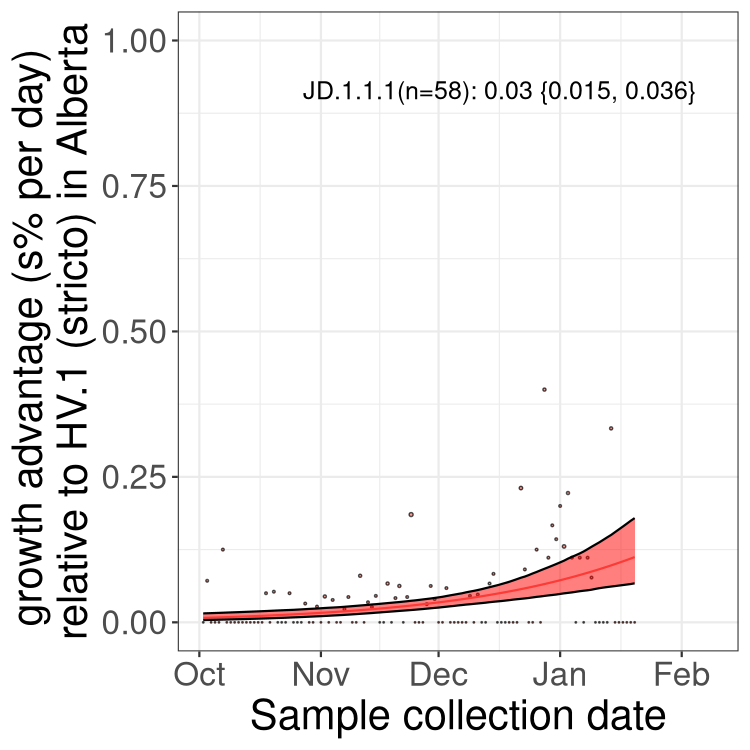 growth advantage (s% per day)
relative to HV.1 (stricto) in Alberta
1.00
0.75
0.50
0.25
0.00
JD.1.1.1(n=58): 0.03 {0.015, 0.036}
Oct Nov Dec Jan Feb
Sample collection date